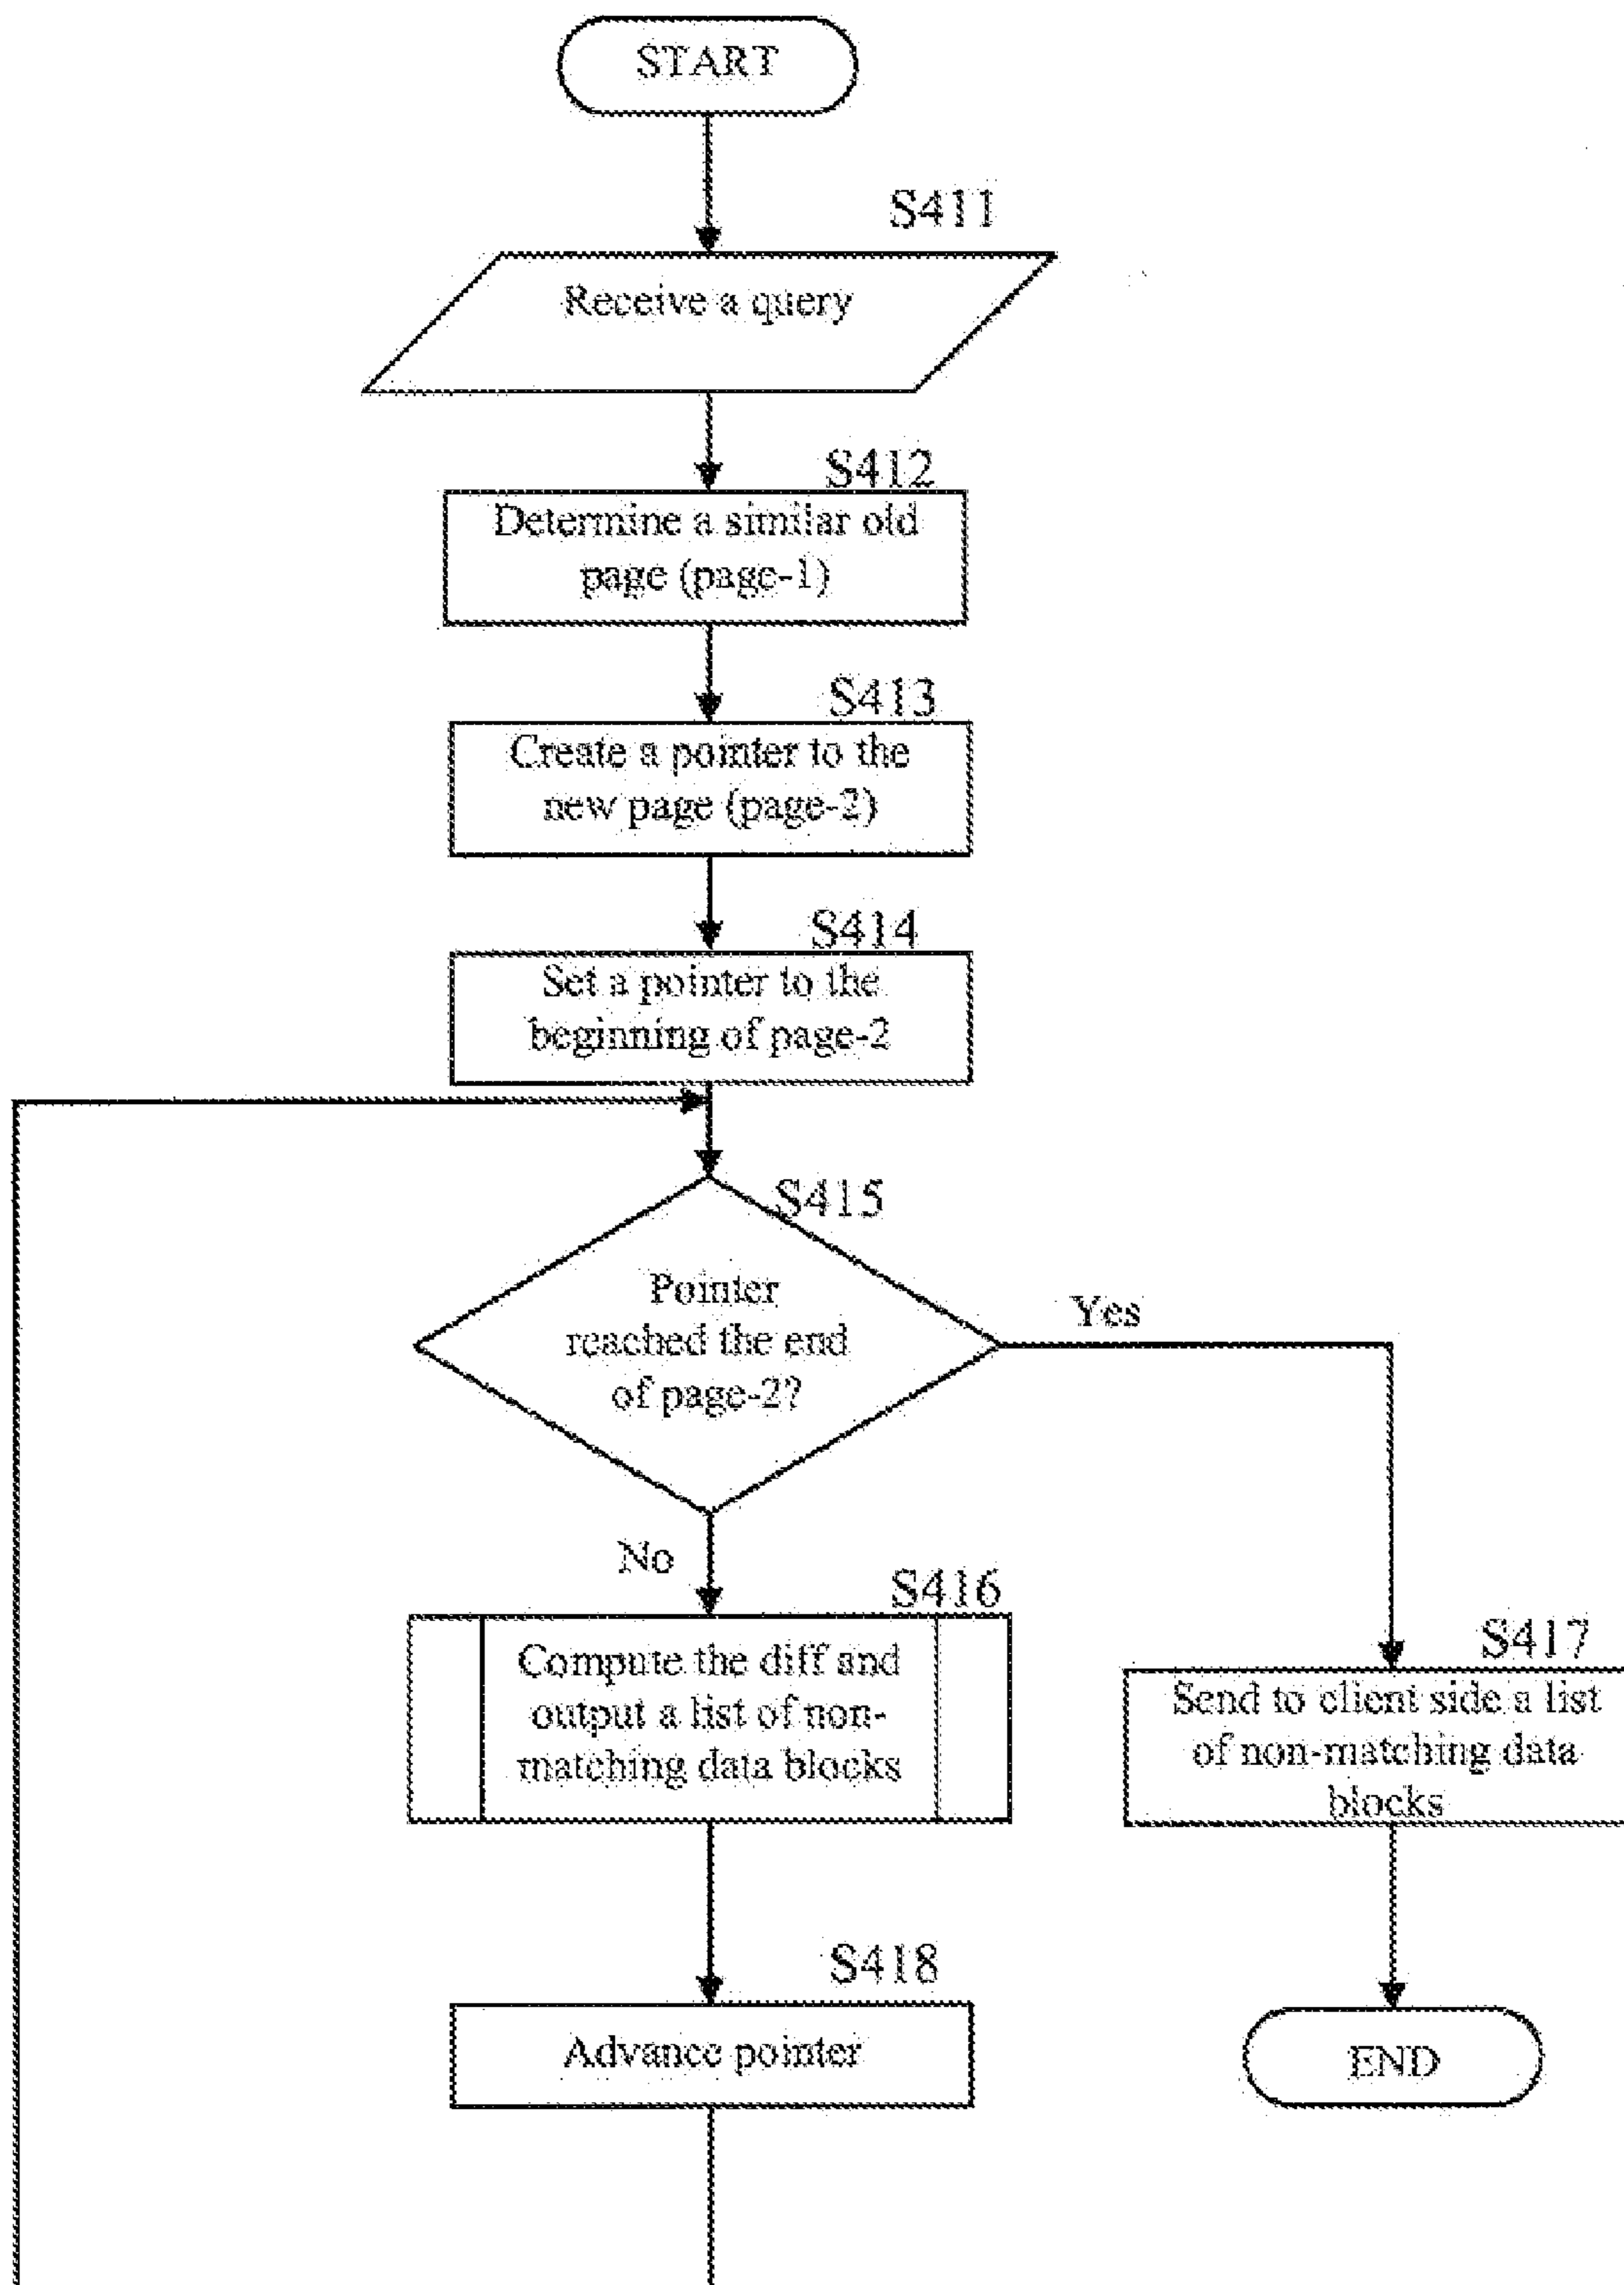 START
S411
Receive a query
S412
Determine a similar old
page (page-1)
S413
Create a pointer to the
new page (page-2)
S414
Set a pointer to the
beginning of page-2
S415
Pointer
reached the end
of page-2?
Yes
No
S416
Compute the diff and
output a list of non-
matching data blocks
S417
Send to client side a list
of non-matching data
blocks
S418
Advance pointer
END